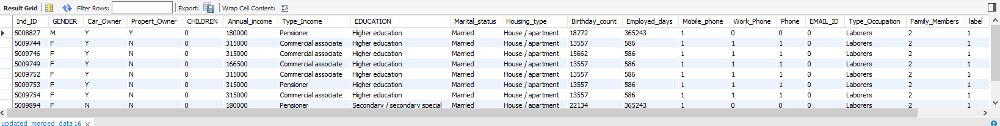 Result Grid Filter Rows: Export: Wrap Cell Content:
Ind_ID GENDER Car_Owner Propert_Owner CHILDREN Annual_income Type_Income EDUCATION Marital_status Housing_type Birthday_count Employed_days Mobile_phone Work_Phone Phone EMAIL_ID Type_Occupation Family_Members label
5008827 M Y Y 0 180000 Pensioner Higher education Married House / apartment 18772 365243 1 0 0 0 Laborers 2 1
5009744 F Y N 0 315000 Commercial associate Higher education Married House / apartment 13557 586 1 1 1 0 Laborers 2 1
5009746 F Y N 0 315000 Commercial associate Higher education Married House / apartment 15662 586 1 1 1 0 Laborers 2 1
5009749 F Y N 0 166500 Commercial associate Higher education Married House / apartment 13557 586 1 1 1 0 Laborers 2 1
5009752 F Y N 0 315000 Commercial associate Higher education Married House / apartment 13557 586 1 1 1 0 Laborers 2 1
5009753 F Y N 0 315000 Pensioner Higher education Married House / apartment 13557 586 1 1 1 0 Laborers 2 1
5009754 F Y N 0 315000 Commercial associate Higher education Married House / apartment 13557 586 1 1 1 0 Laborers 2 1
5009894 F N N 0 180000 Pensioner Secondary / secondary special Married House / apartment 22134 365243 1 0 0 0 Laborers 2 1
updated_merged_data 16